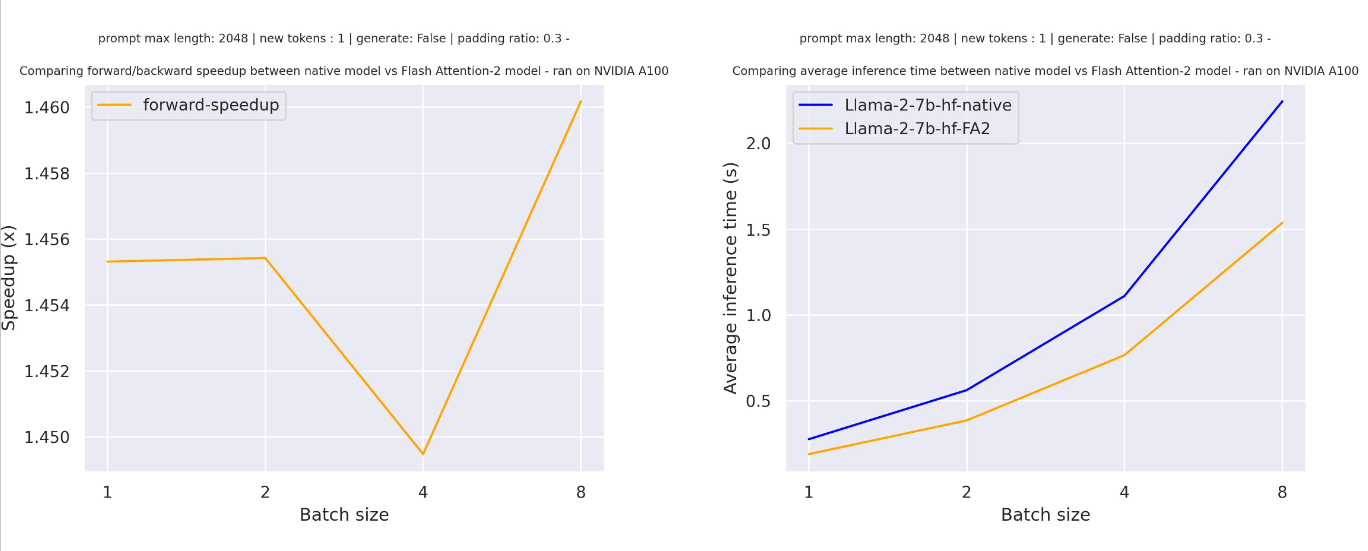 prompt max length: 2048 | new tokens : 1 | generate: False | padding ratio: 0.3 -
Comparing forward/backward speedup between native model vs Flash Attention-2 model - ran on NVIDIA A100
forward-speedup
1.460
1.458
1.456
1.454
1.452
1.450
Speedup (x)
1
2
4
8
Batch size
prompt max length: 2048 | new tokens : 1 | generate: False | padding ratio: 0.3 -
Comparing average inference time between native model vs Flash Attention-2 model - ran on NVIDIA A100
Llama-2-7b-hf-native
Llama-2-7b-hf-FA2
2.0
1.5
1.0
0.5
Average inference time (s)
1
2
4
8
Batch size